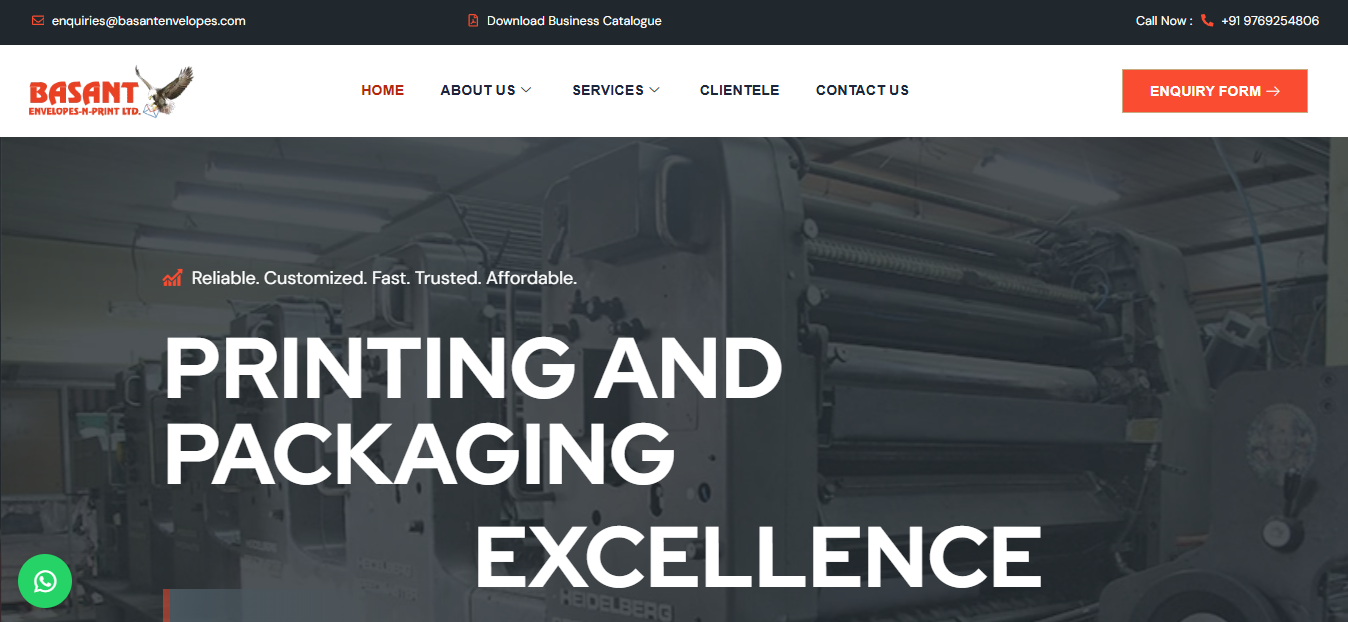 enquiries@basantenvelopes.com
Download Business Catalogue
Call Now : +91 9769254806
BASANT
ENVELOPES-N-PRINT LTD.
HOME
ABOUT US
SERVICES
CLIENTELE
CONTACT US
ENQUIRY FORM
Reliable. Customized. Fast. Trusted. Affordable.
PRINTING AND
PACKAGING
EXCELLENCE
HEIDELBERG